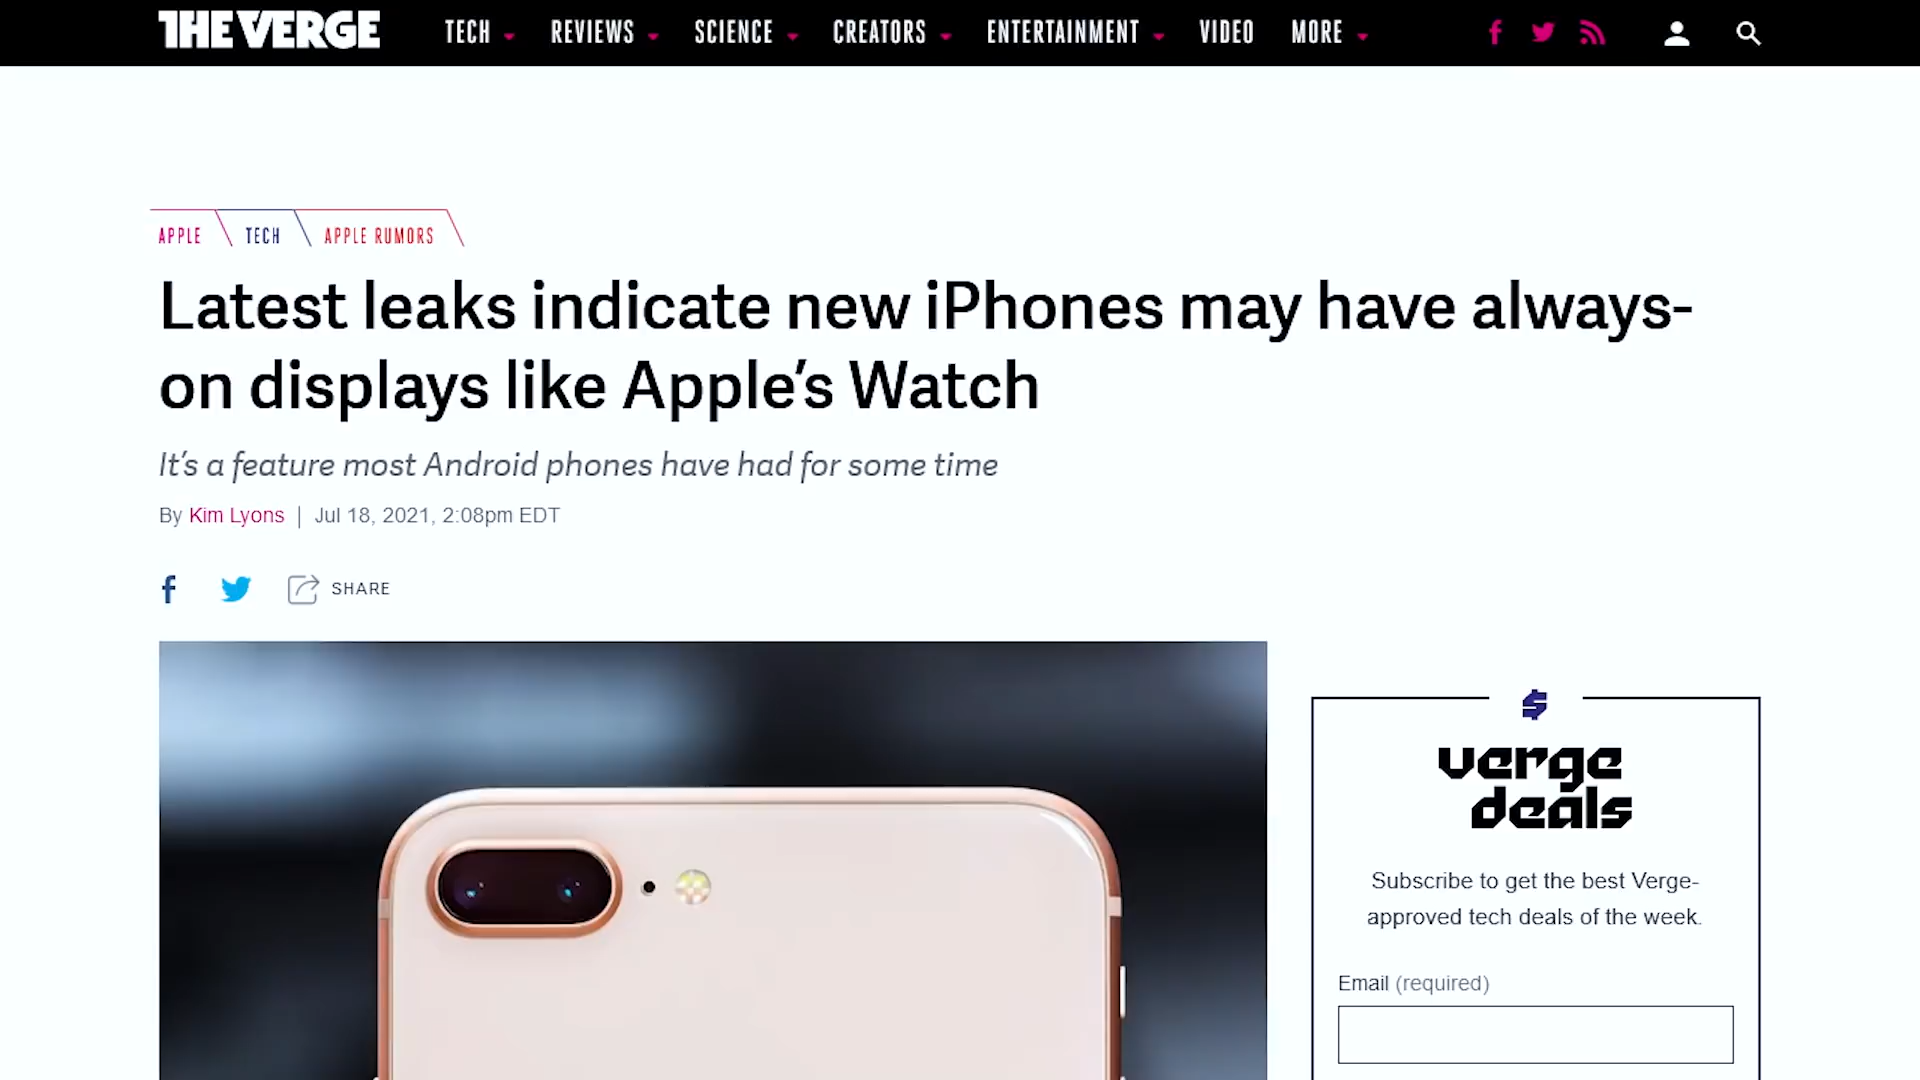 THE VERGE
TECH REVIEWS SCIENCE CREATORS ENTERTAINMENT VIDEO MORE
APPLE TECH APPLE RUMORS
Latest leaks indicate new iPhones may have always-
on displays like Apple’s Watch
It’s a feature most Android phones have had for some time
By Kim Lyons | Jul 18, 2021, 2:08pm EDT
SHARE
verge
deals
Subscribe to get the best Verge-
approved tech deals of the week.
Email (required)